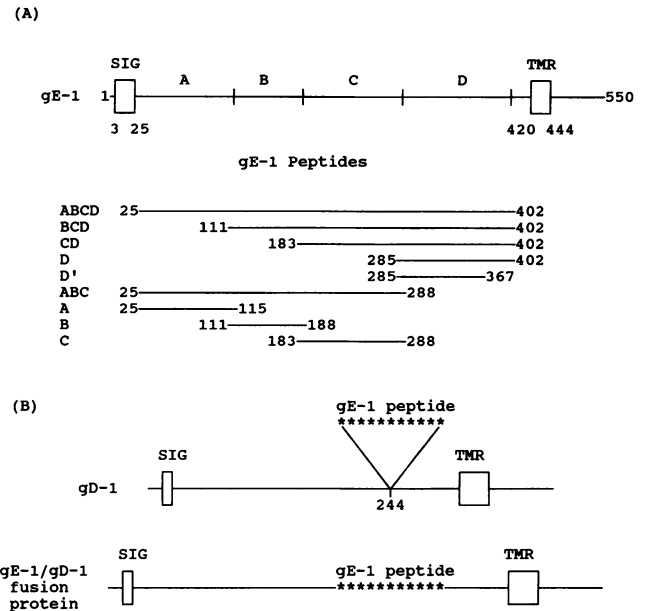 (A)
SIG TMR
A B C D
gE-1 1 550
3 25 420 444
gE-1 Peptides
ABCD 25 402
BCD 111 402
CD 183 402
D 285 402
D' 285 367
ABC 25 288
A 25 115
B 111 188
C 183 288
(B)
gE-1 peptide
***********
SIG TMR
gD-1
244
SIG TMR
gE-1/gD-1 gE-1 peptide
fusion ***********
protein